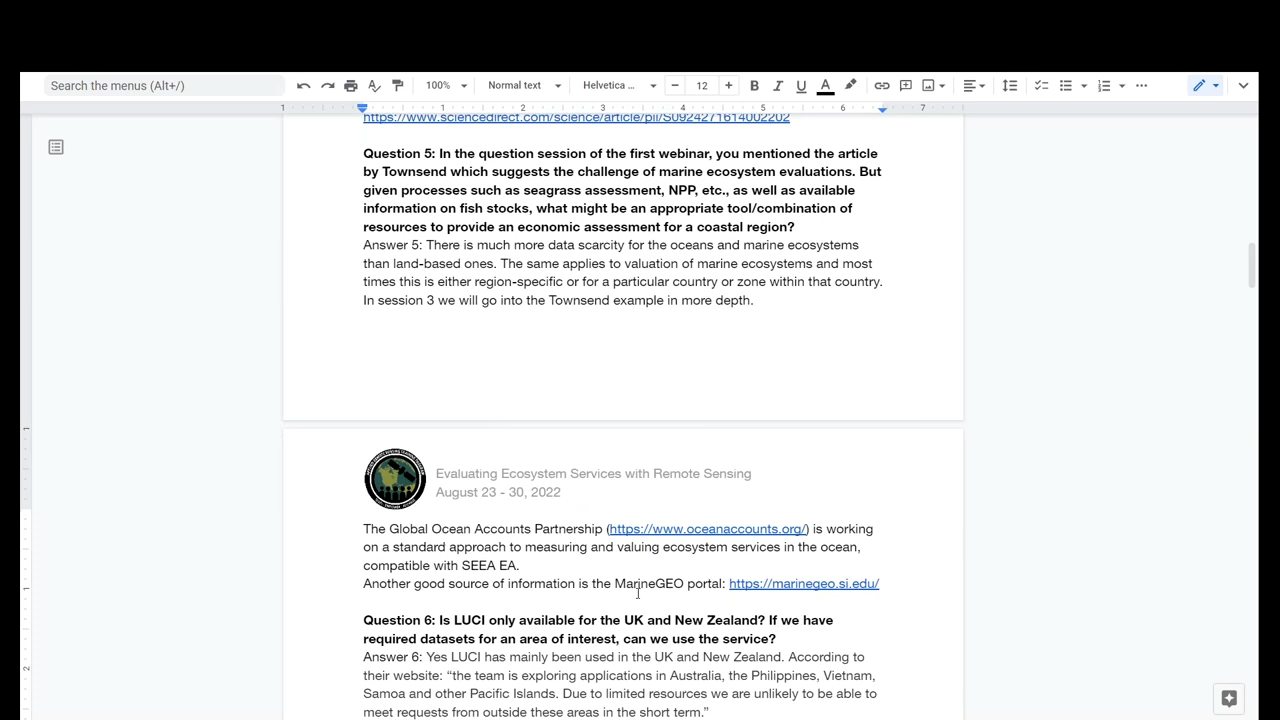 Search the menus (Alt+/)
100%
Normal text
Helvetica ...
12
B I U A
1 1 2 3 4 5 6 7
https://www.sciencedirect.com/science/article/pii/S0924271614002202
Question 5: In the question session of the first webinar, you mentioned the article
by Townsend which suggests the challenge of marine ecosystem evaluations. But
given processes such as seagrass assessment, NPP, etc., as well as available
information on fish stocks, what might be an appropriate tool/combination of
resources to provide an economic assessment for a coastal region?
Answer 5: There is much more data scarcity for the oceans and marine ecosystems
than land-based ones. The same applies to valuation of marine ecosystems and most
times this is either region-specific or for a particular country or zone within that country.
In session 3 we will go into the Townsend example in more depth.
Evaluating Ecosystem Services with Remote Sensing
August 23 - 30, 2022
The Global Ocean Accounts Partnership (https://www.oceanaccounts.org/) is working
on a standard approach to measuring and valuing ecosystem services in the ocean,
compatible with SEEA EA.
Another good source of information is the MarineGEO portal: https://marinegeo.si.edu/
Question 6: Is LUCI only available for the UK and New Zealand? If we have
required datasets for an area of interest, can we use the service?
Answer 6: Yes LUCI has mainly been used in the UK and New Zealand. According to
their website: “the team is exploring applications in Australia, the Philippines, Vietnam,
Samoa and other Pacific Islands. Due to limited resources we are unlikely to be able to
meet requests from outside these areas in the short term.”
1
1
2